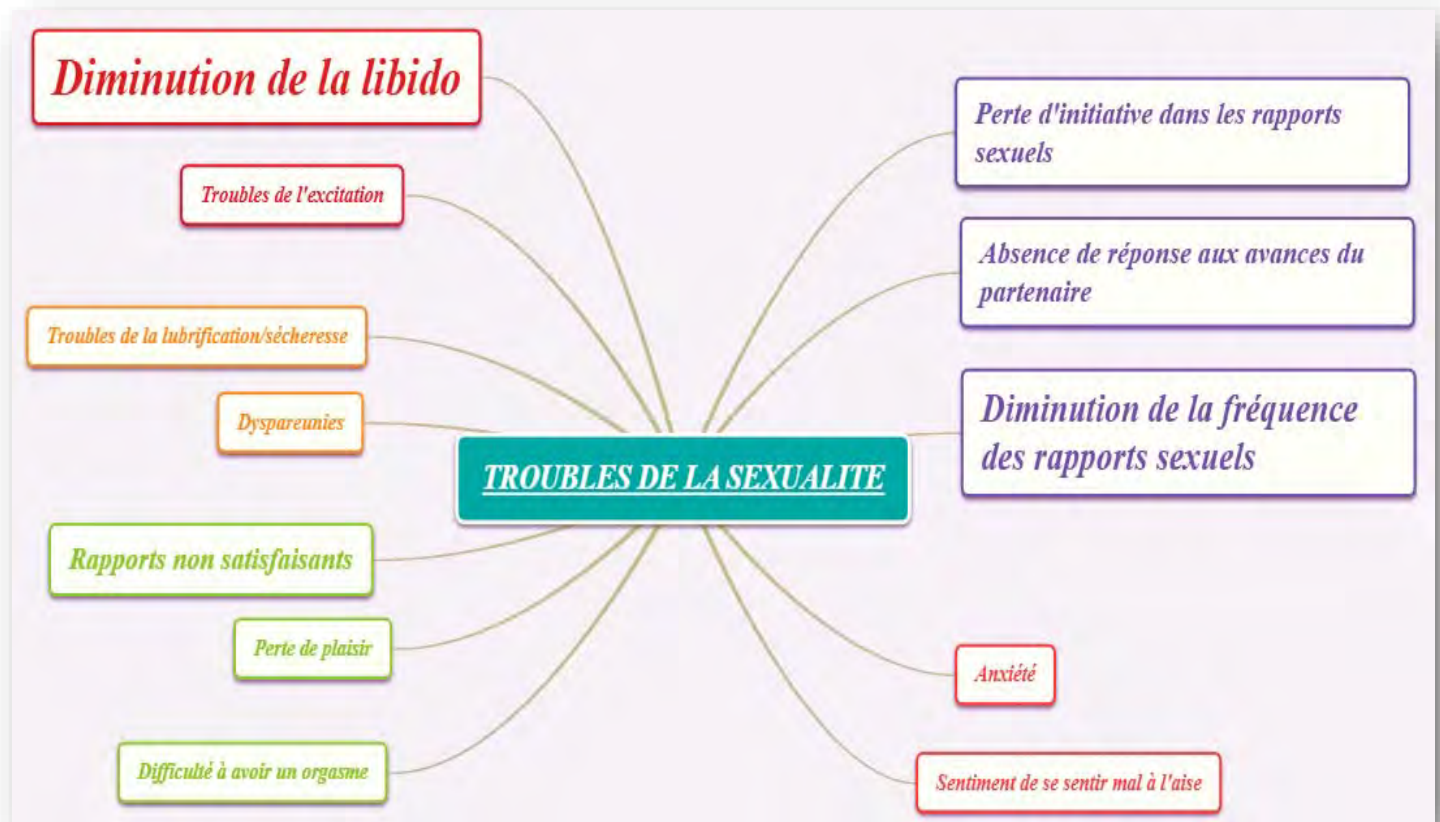 Diminution de la libido
Troubles de l'excitation
Troubles de la lubrification/sécheresse
Dyspareunies
Rapports non satisfaisants
Perte de plaisir
Difficulté à avoir un orgasme
TROUBLES DE LA SEXUALITE
Perte d'initiative dans les rapports
sexuels
Absence de réponse aux avances du
partenaire
Diminution de la fréquence
des rapports sexuels
Anxiété
Sentiment de se sentir mal à l'aise